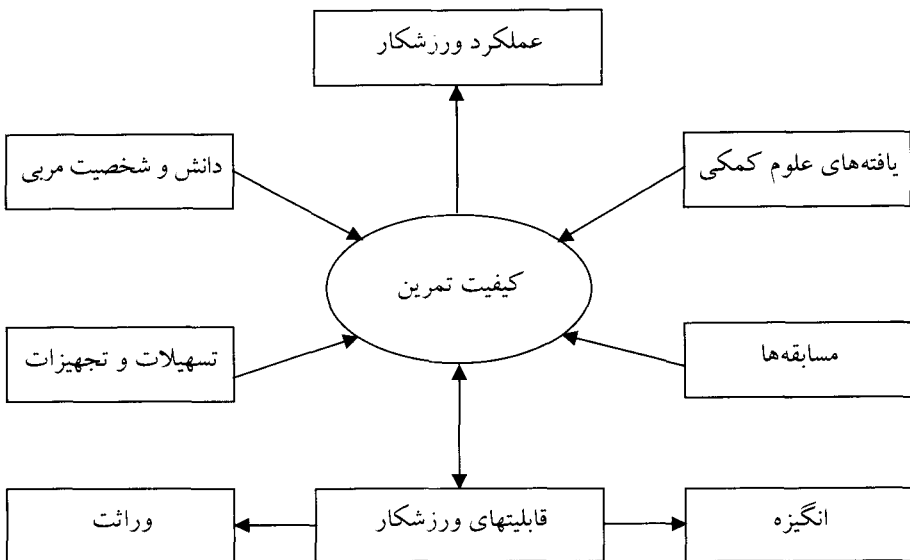 عملکرد ورزشکار
یافته‌های علوم کمکی
دانش و شخصیت مربی
کیفیت تمرین
مسابقه‌ها
تسهیلات و تجهیزات
انگیزه
قابلیتهای ورزشکار
وراثت